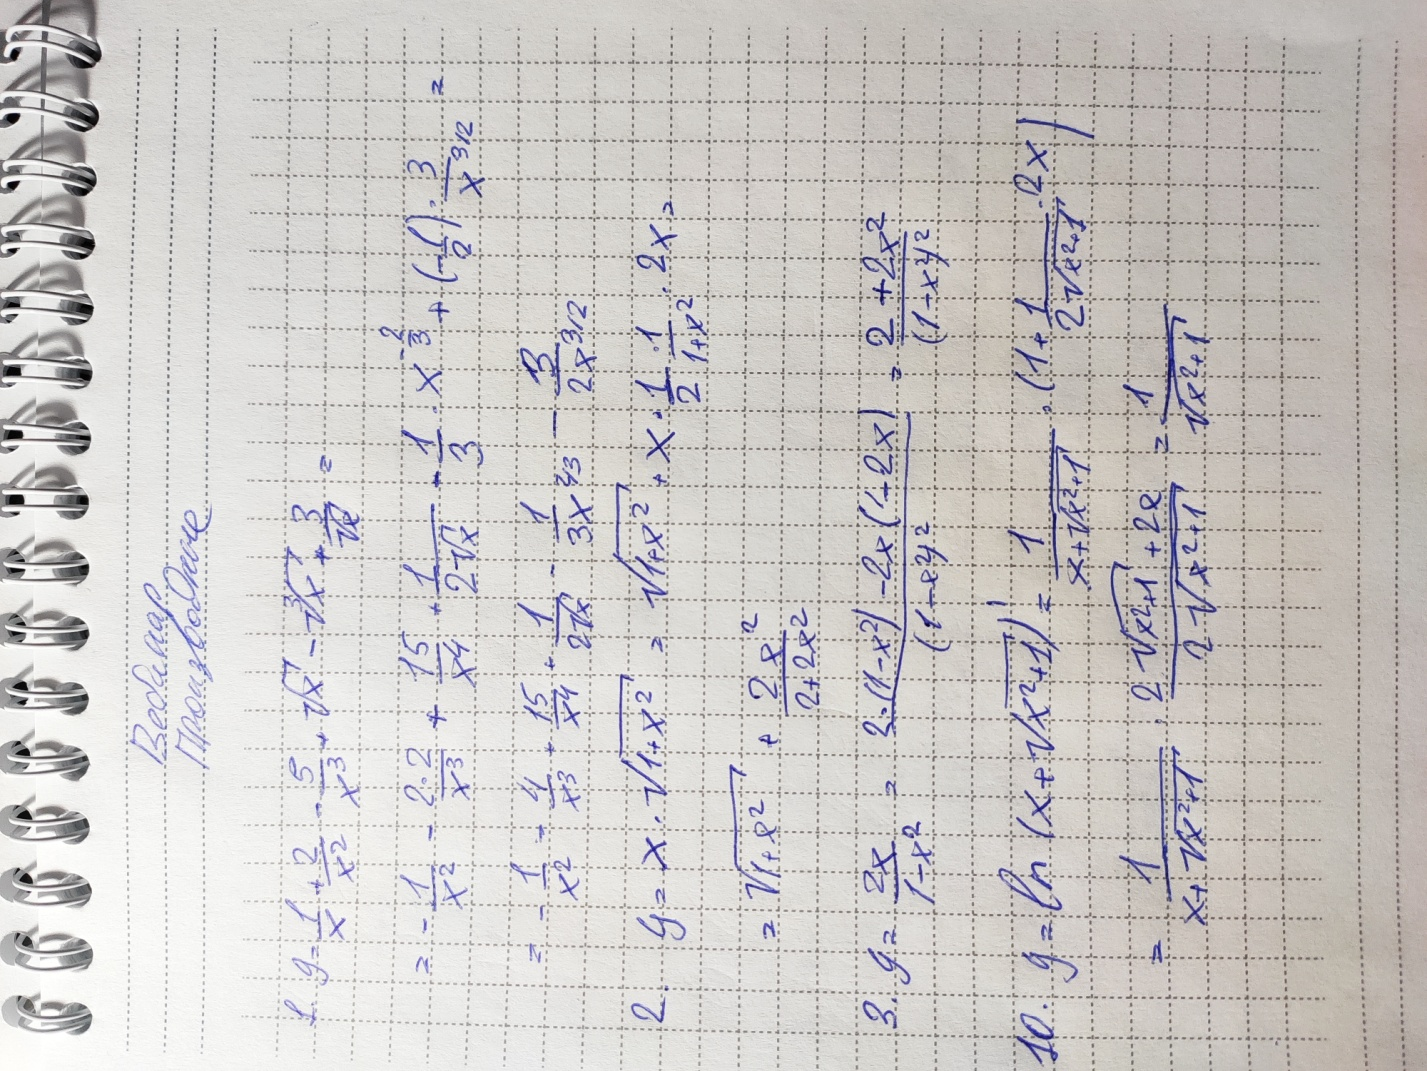 Производные
1. y = 1/x + 2/x² - 5/x³ + √x - ³√x + 3/√x =
= - 1/x² - 2·2/x³ + 15/x⁴ + 1/2√x - 1/3 · x^-2/3 + (-1/2) · 3/x^3/2 =
= - 1/x² - 4/x³ + 15/x⁴ + 1/2√x - 1/3x^2/3 - 3/2x^3/2
2. y = x · √1+x² = √1+x² + x · 1/2 · 1/1+x² · 2x =
= √1+x² + 2x²/2+2x²
3. y = 2x/1-x² = 2·(1-x²) - 2x(1-2x)/(1-x²)² = 2+2x²/(1-x²)²
10. y = ln (x+√x²+1)' = 1/x+√x²+1 · (1 + 1/2√x²+1 · 2x)
= 1/x+√x²+1 · 2√x²+1 + 2x/2√x²+1 = 1/√x²+1